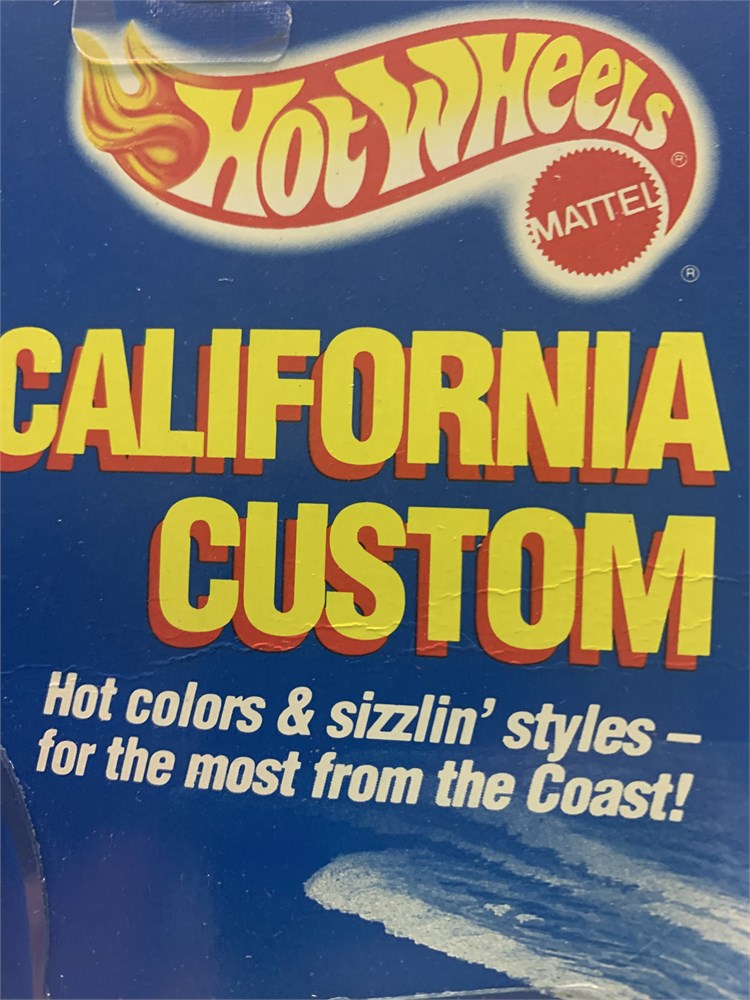 HOT WHEELS
®
MATTEL
®
CALIFORNIA
CUSTOM
Hot colors & sizzlin' styles –
for the most from the Coast!